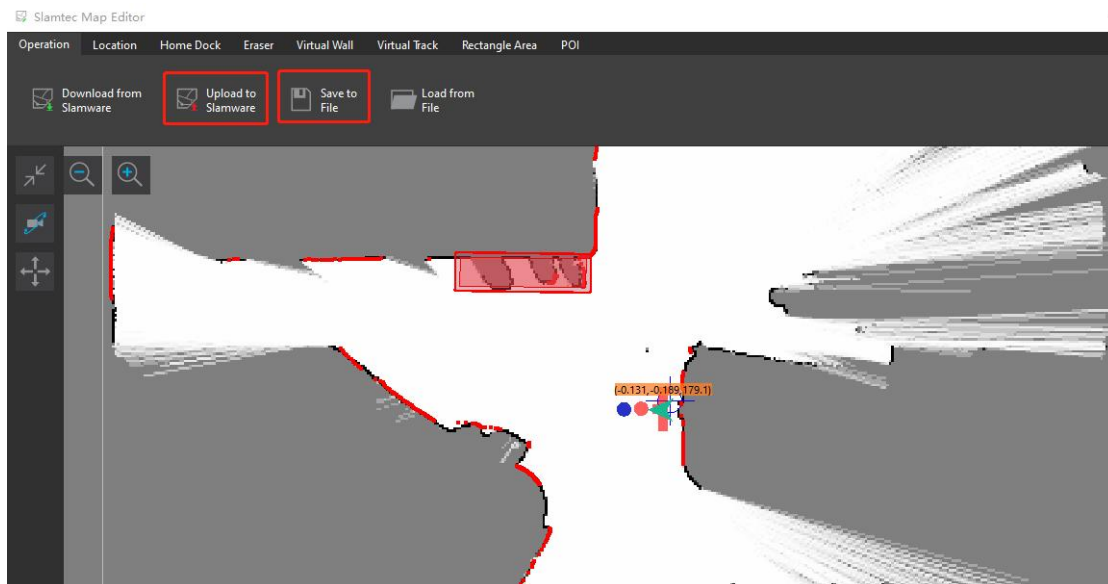 Slamtec Map Editor
Operation Location Home Dock Eraser Virtual Wall Virtual Track Rectangle Area POI
Download from
Slamware
Upload to
Slamware
Save to
File
Load from
File
(-0.131,-0.189,179.1)